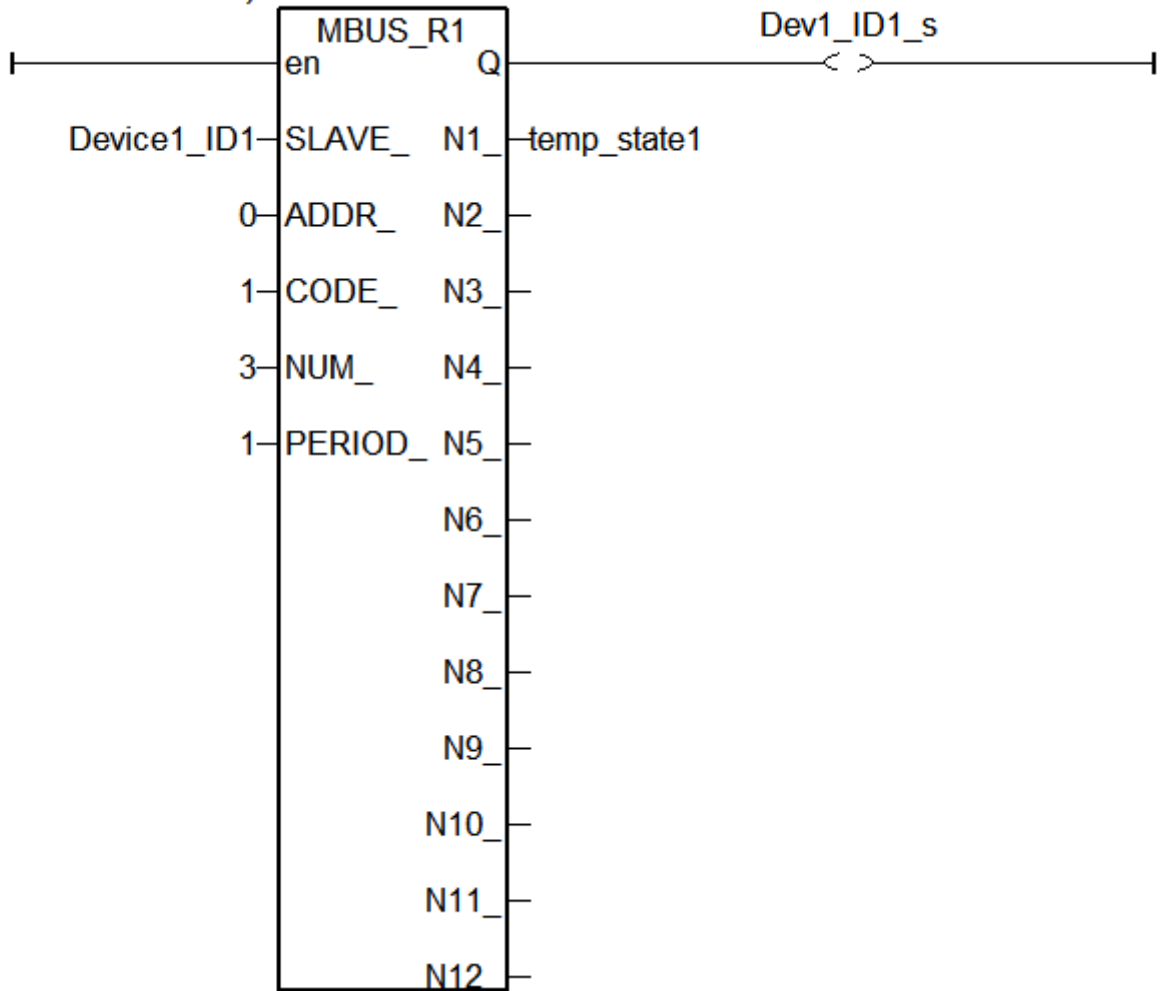 MBUS_R1
Dev1_ID1_s
en Q
Device1_ID1 SLAVE_ N1_ temp_state1
0 ADDR_ N2_
1 CODE_ N3_
3 NUM_ N4_
1 PERIOD_ N5_
N6_
N7_
N8_
N9_
N10_
N11_
N12_